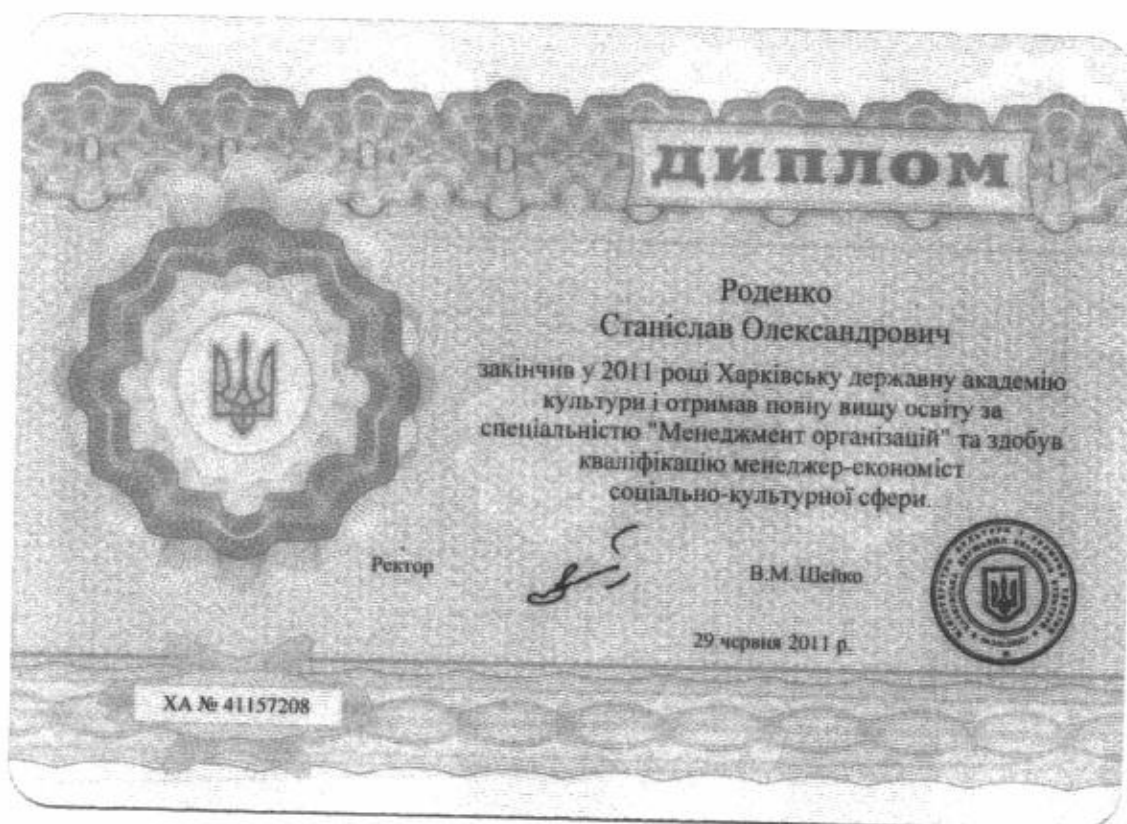 ДИПЛОМ
Роденко
Станіслав Олександрович
закінчив у 2011 році Харківську державну академію
культури і отримав повну вищу освіту за
спеціальністю "Менеджмент організацій" та здобув
кваліфікацію менеджер-економіст
соціально-культурної сфери.
Ректор
В.М. Шейко
29 червня 2011 р.
ХА № 41157208